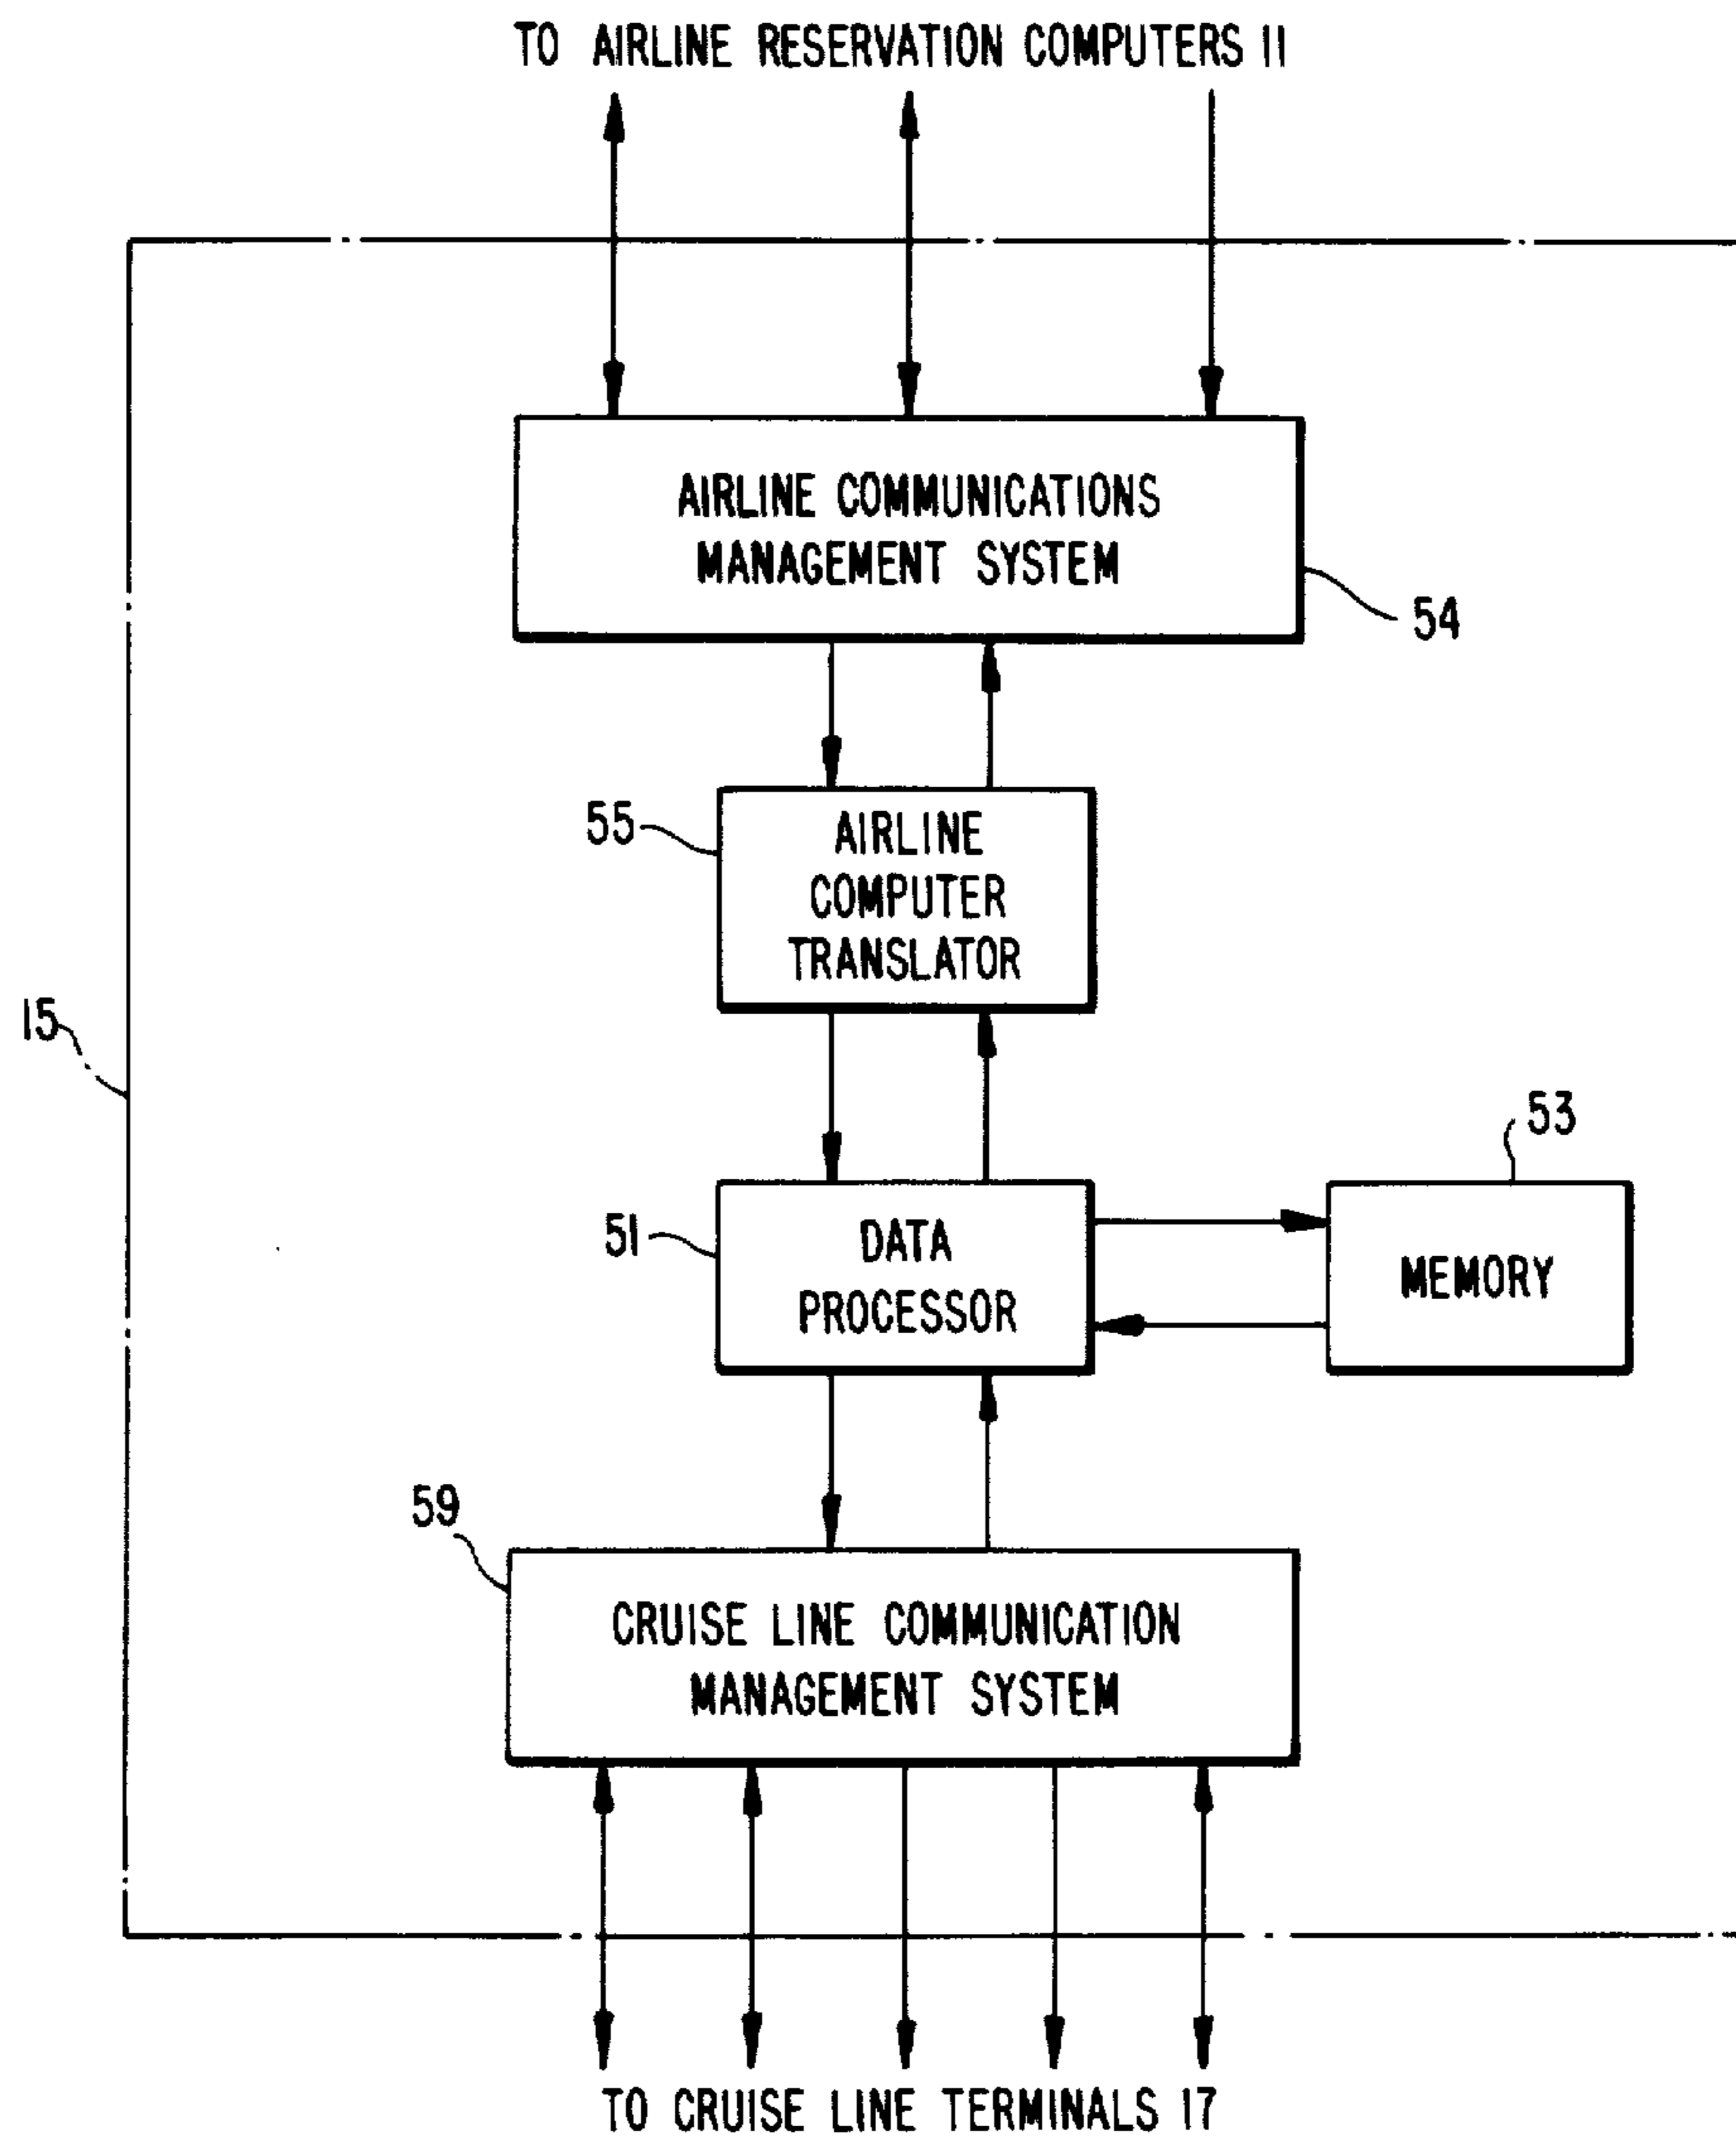 TO AIRLINE RESERVATION COMPUTERS 11
AIRLINE COMMUNICATIONS
MANAGEMENT SYSTEM
54
55
AIRLINE
COMPUTER
TRANSLATOR
15
53
51
DATA
PROCESSOR
MEMORY
59
CRUISE LINE COMMUNICATION
MANAGEMENT SYSTEM
TO CRUISE LINE TERMINALS 17